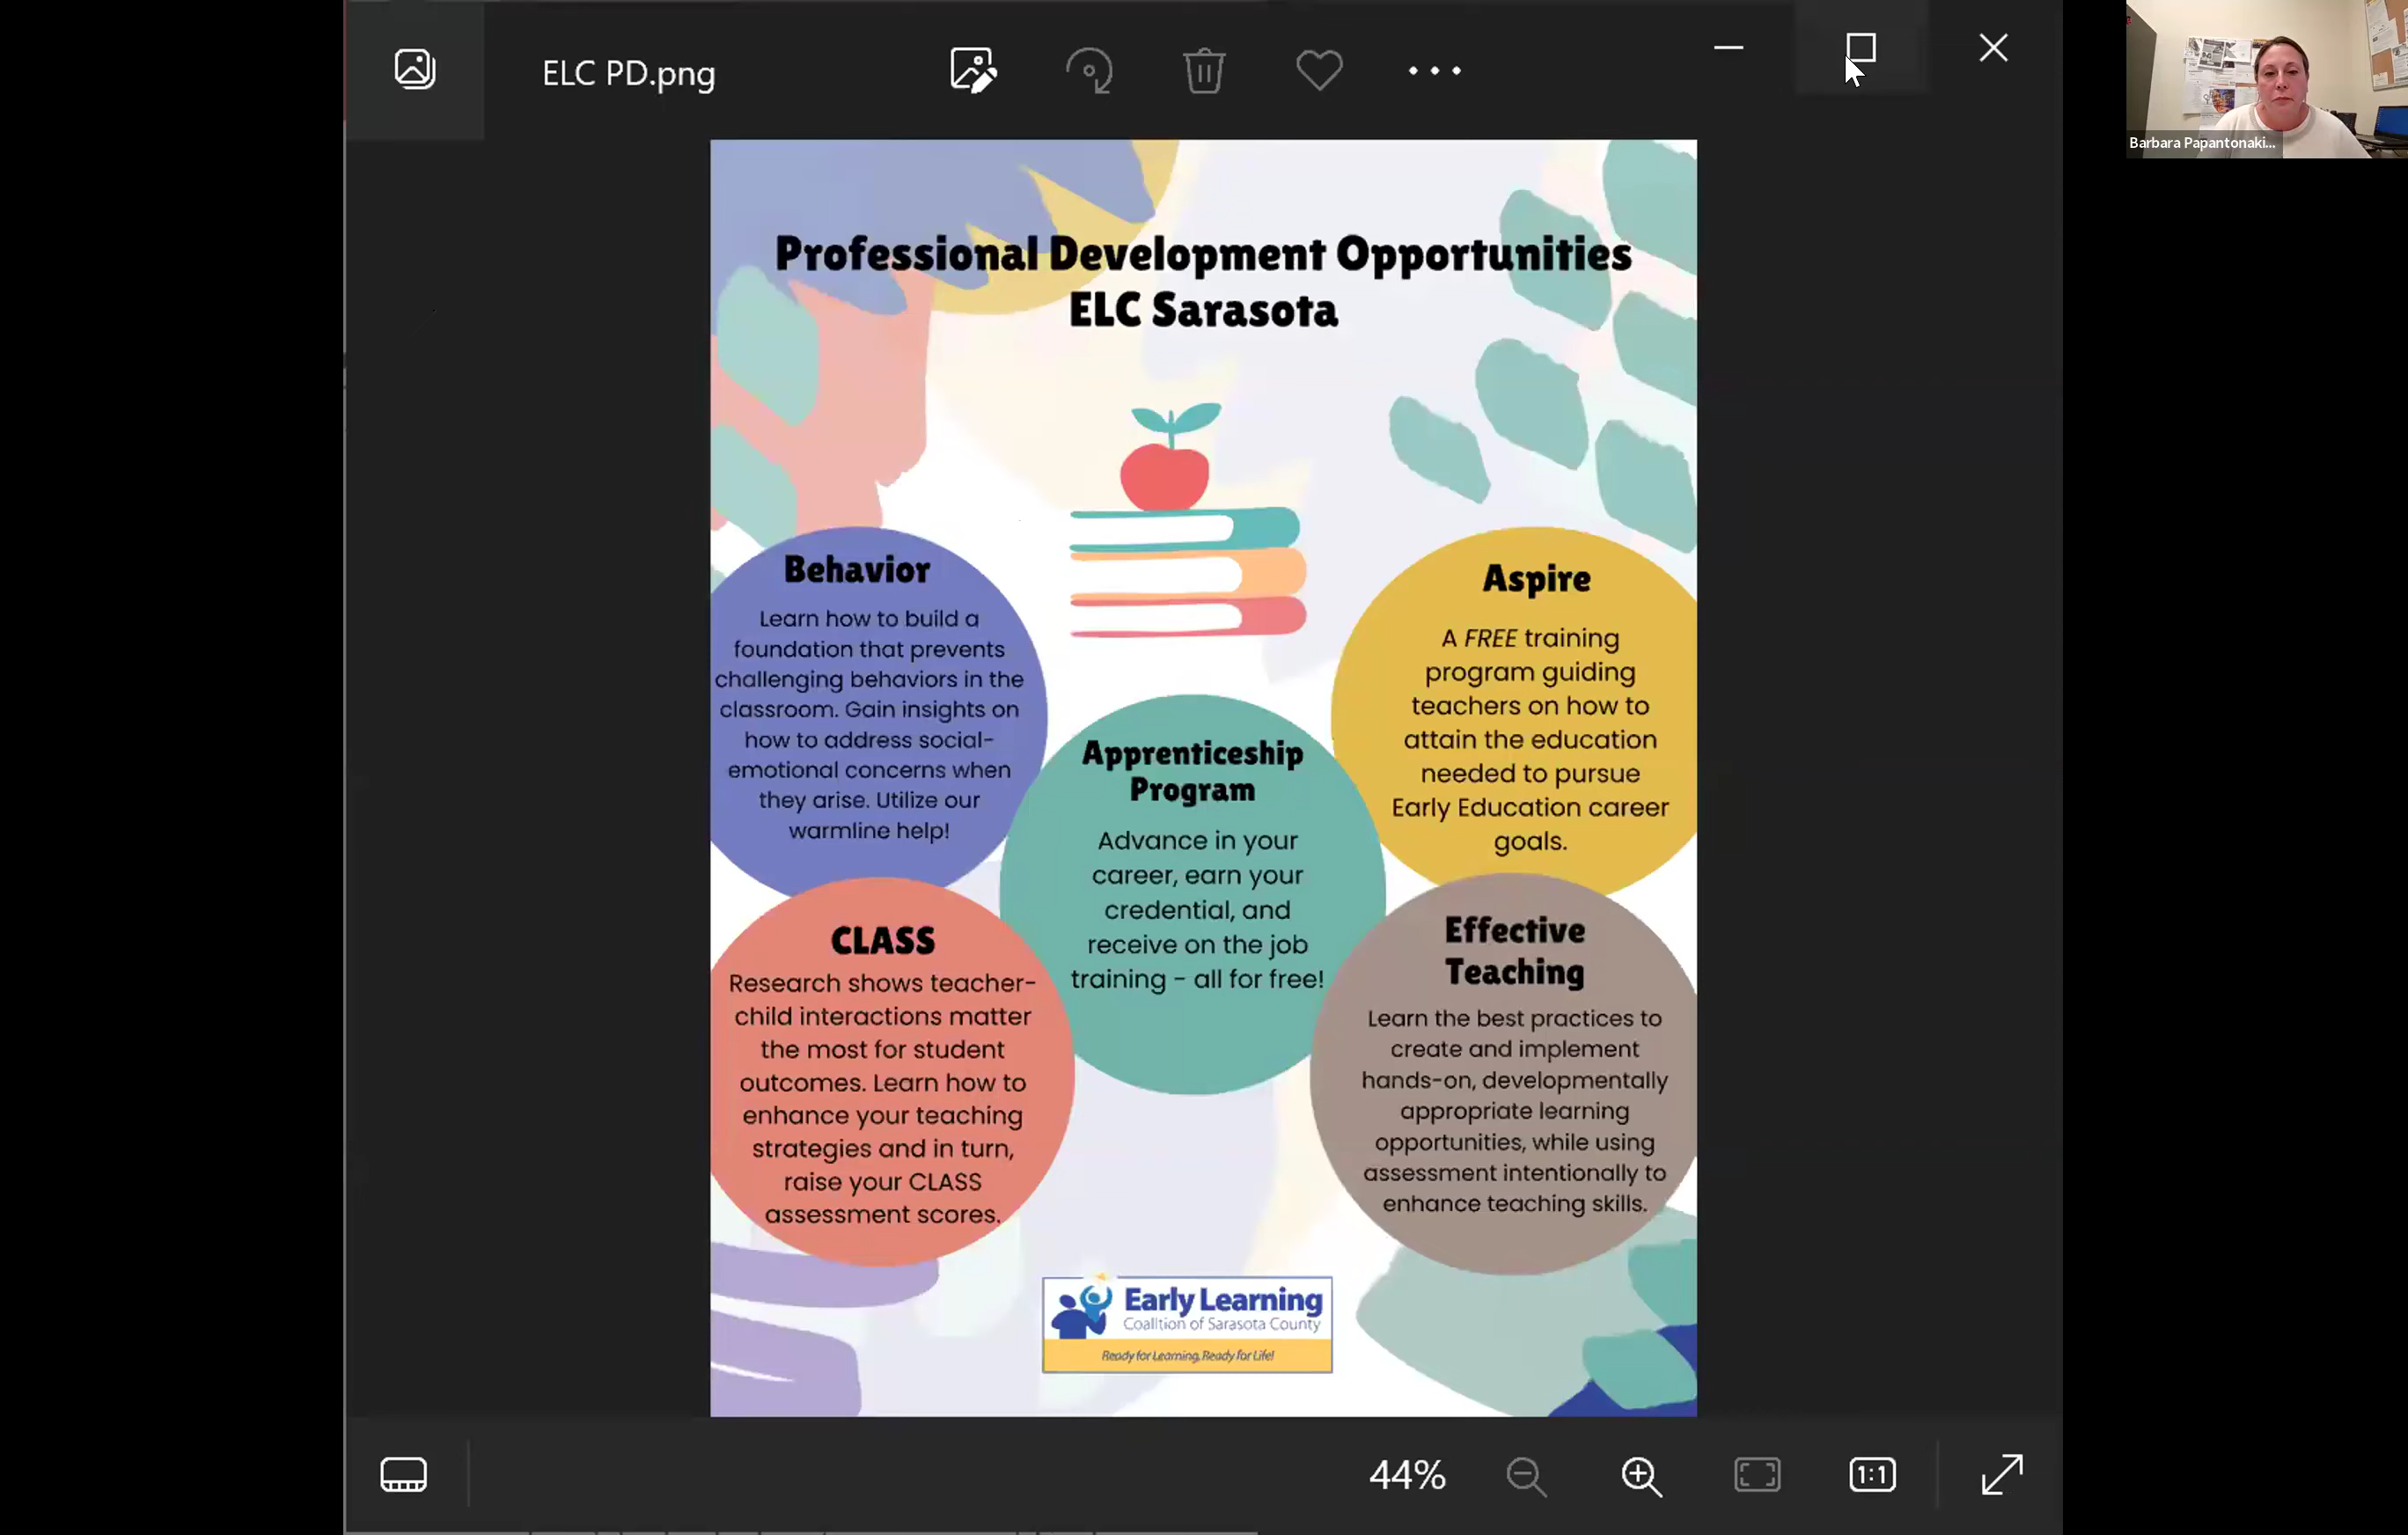 ELC PD.png
Barbara Papantonaki...
Professional Development Opportunities
ELC Sarasota
Behavior
Learn how to build a
foundation that prevents
challenging behaviors in the
classroom. Gain insights on
how to address social-
emotional concerns when
they arise. Utilize our
warmline help!
Aspire
A FREE training
program guiding
teachers on how to
attain the education
needed to pursue
Early Education career
goals.
Apprenticeship
Program
Advance in your
career, earn your
credential, and
receive on the job
training - all for free!
CLASS
Research shows teacher-
child interactions matter
the most for student
outcomes. Learn how to
enhance your teaching
strategies and in turn,
raise your CLASS
assessment scores.
Effective
Teaching
Learn the best practices to
create and implement
hands-on, developmentally
appropriate learning
opportunities, while using
assessment intentionally to
enhance teaching skills.
Early Learning
Coalition of Sarasota County
Ready for Learning, Ready for Life!
44%
1:1